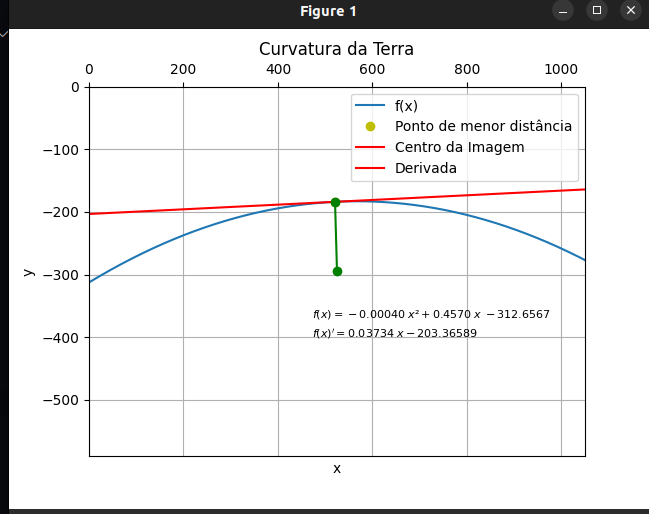 Figure 1
Curvatura da Terra
0 200 400 600 800 1000
0
−100
−200
−300
−400
−500
f(x)
Ponto de menor distância
Centro da Imagem
Derivada
y
f(x) = −0.00040 x² + 0.4570 x −312.6567
f(x)′ = 0.03734 x − 203.36589
x